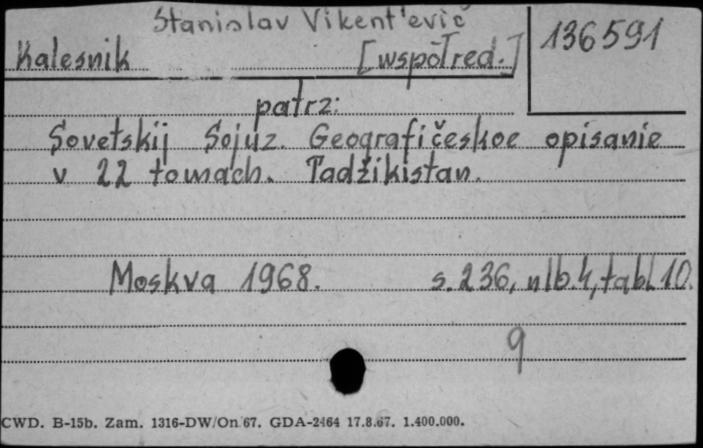 Stanislav Vikent'evič
Kalesnik [współred.]
136591
patrz:
Sovetskij Sojuz. Geografičeskoe opisanie
v 22 tomach. Tadžikistan.
Moskva 1968. s. 236, nlb. 4, tabl. 10.
9
CWD. B-15b. Zam. 1316-DW/On 67. GDA-2464 17.8.67. 1.400.000.